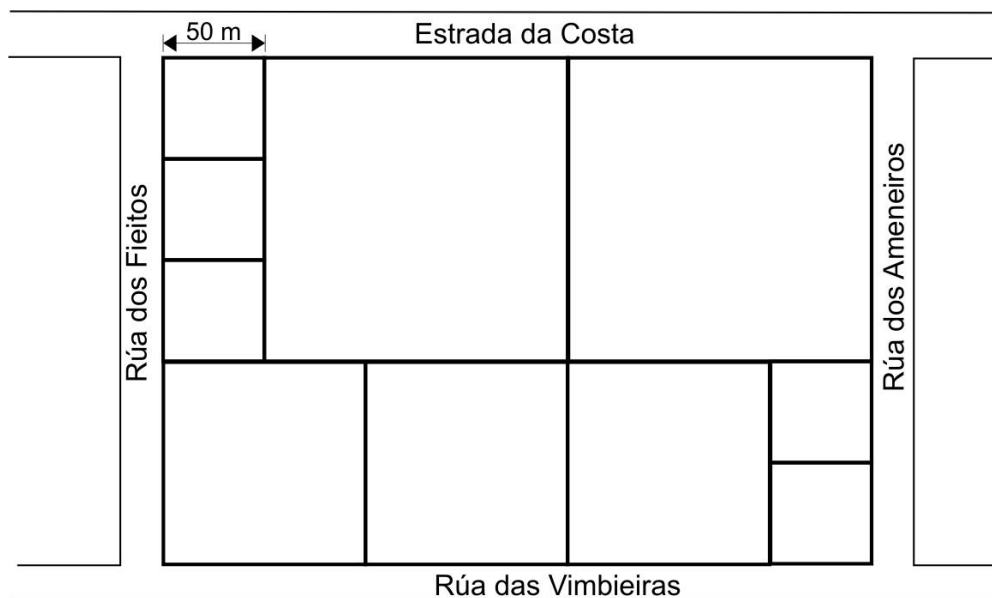 50 m
Estrada da Costa
Rúa dos Fieitos
Rúa dos Ameneiros
Rúa das Vimbieiras